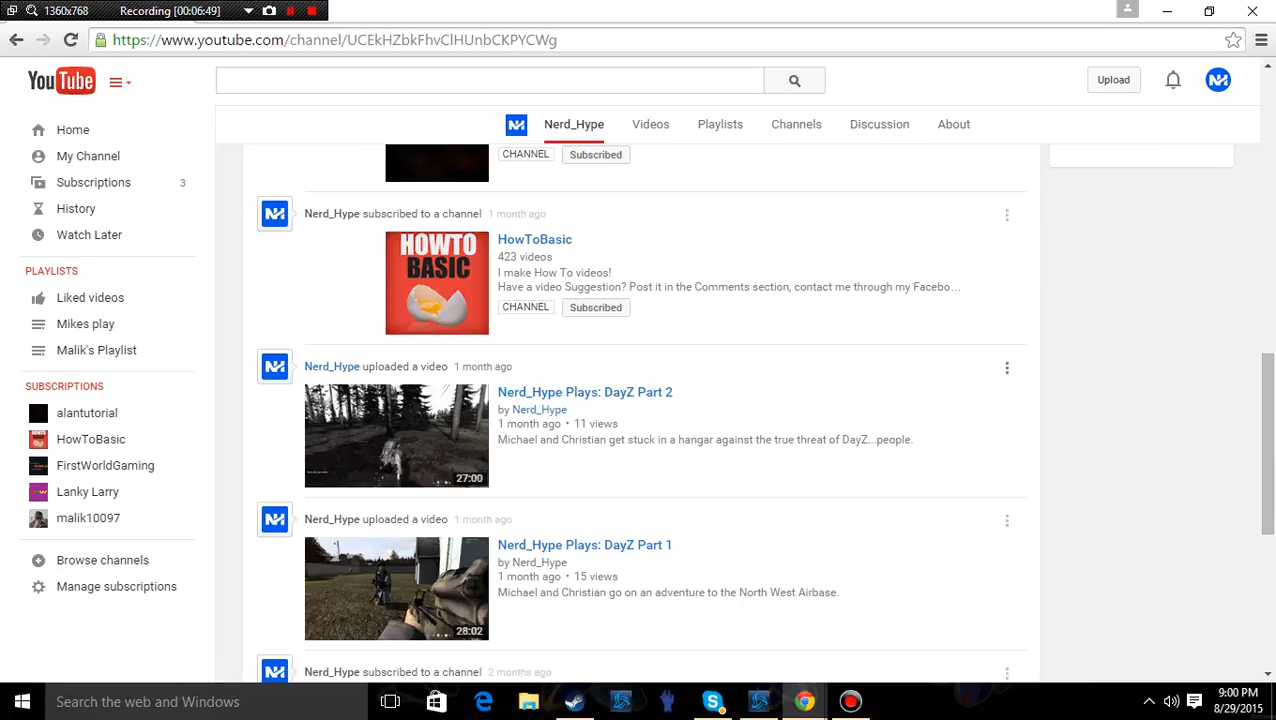 1360x768
Recording [00:06:49]
https://www.youtube.com/channel/UCEkHZbkFhvClHUnbCKPYCWg
YouTube
Upload
Nerd_Hype
Videos
Playlists
Channels
Discussion
About
Home
My Channel
Subscriptions 3
History
Watch Later
PLAYLISTS
Liked videos
Mikes play
Malik's Playlist
SUBSCRIPTIONS
alantutorial
HowToBasic
FirstWorldGaming
Lanky Larry
malik10097
Browse channels
Manage subscriptions
CHANNEL Subscribed
Nerd_Hype subscribed to a channel 1 month ago
HOWTO
BASIC
HowToBasic
423 videos
I make How To videos!
Have a video Suggestion? Post it in the Comments section, contact me through my Facebo…
CHANNEL Subscribed
Nerd_Hype uploaded a video 1 month ago
27:00
Nerd_Hype Plays: DayZ Part 2
by Nerd_Hype
1 month ago • 11 views
Michael and Christian get stuck in a hangar against the true threat of DayZ...people.
Nerd_Hype uploaded a video 1 month ago
28:02
Nerd_Hype Plays: DayZ Part 1
by Nerd_Hype
1 month ago • 15 views
Michael and Christian go on an adventure to the North West Airbase.
Nerd_Hype subscribed to a channel 2 months ago
Search the web and Windows
9:00 PM
8/29/2015